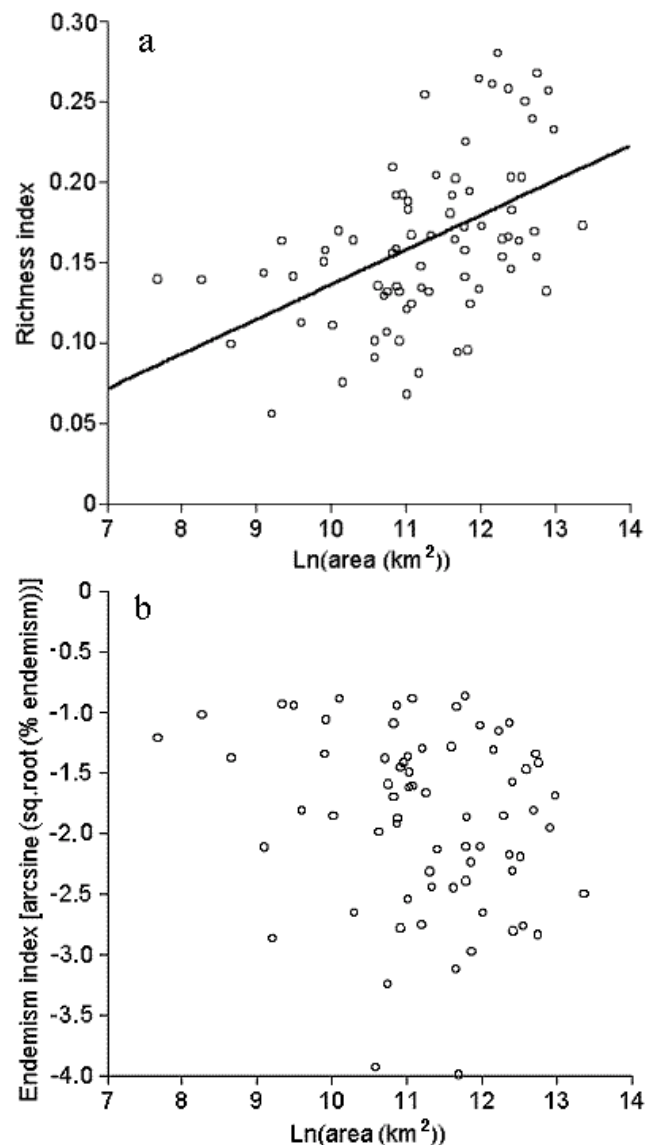 a
0.30
0.25
0.20
0.15
0.10
0.05
0
Richness index
7 8 9 10 11 12 13 14
Ln(area (km²))
b
0
-0.5
-1.0
-1.5
-2.0
-2.5
-3.0
-3.5
-4.0
Endemism index [arcsine (sq.root (% endemism))]
7 8 9 10 11 12 13 14
Ln(area (km²))